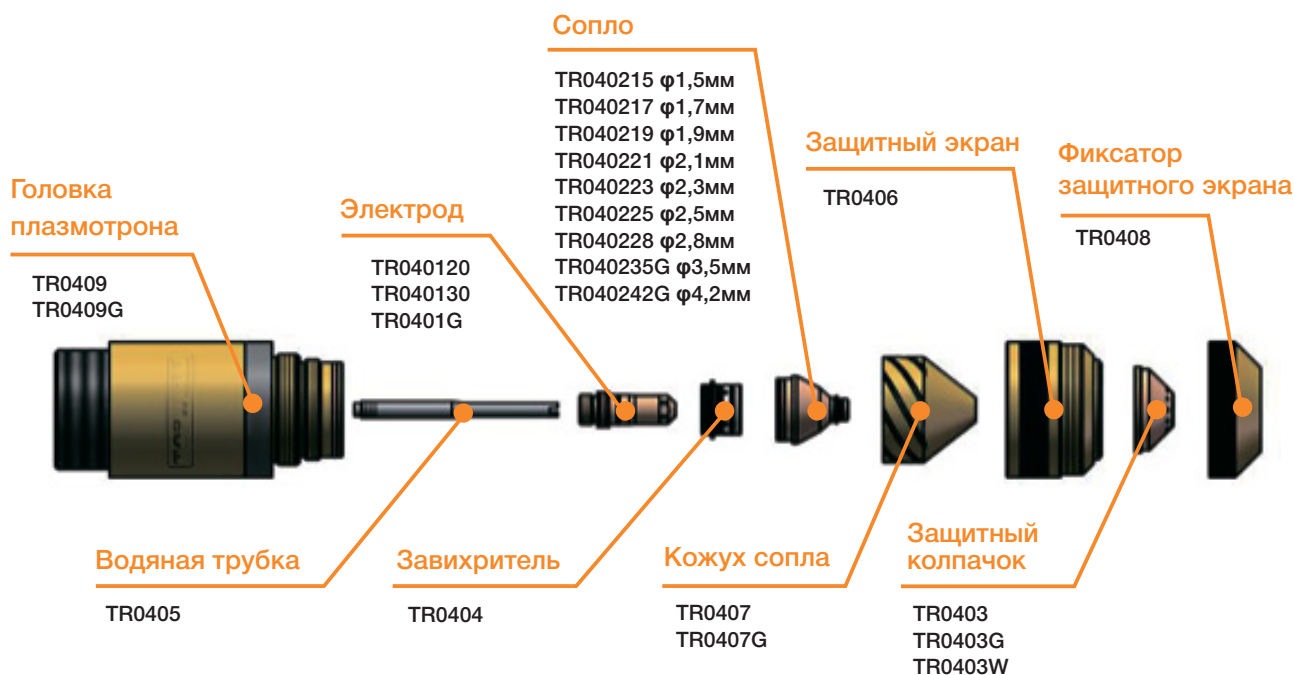 Сопло
TR040215 φ1,5мм
TR040217 φ1,7мм
TR040219 φ1,9мм
TR040221 φ2,1мм
TR040223 φ2,3мм
TR040225 φ2,5мм
TR040228 φ2,8мм
TR040235G φ3,5мм
TR040242G φ4,2мм
Защитный экран
TR0406
Фиксатор
защитного экрана
TR0408
Головка
плазмотрона
TR0409
TR0409G
Электрод
TR040120
TR040130
TR0401G
Водяная трубка
TR0405
Завихритель
TR0404
Кожух сопла
TR0407
TR0407G
Защитный
колпачок
TR0403
TR0403G
TR0403W